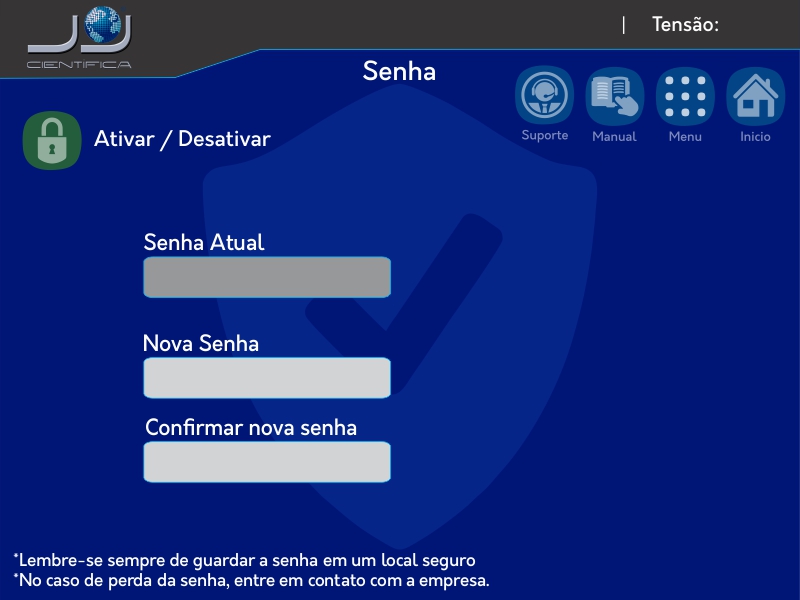 JJ
CIENTÍFICA
| Tensão:
Senha
Suporte
Manual
Menu
Inicio
Ativar / Desativar
Senha Atual
Nova Senha
Confirmar nova senha
*Lembre-se sempre de guardar a senha em um local seguro
*No caso de perda da senha, entre em contato com a empresa.